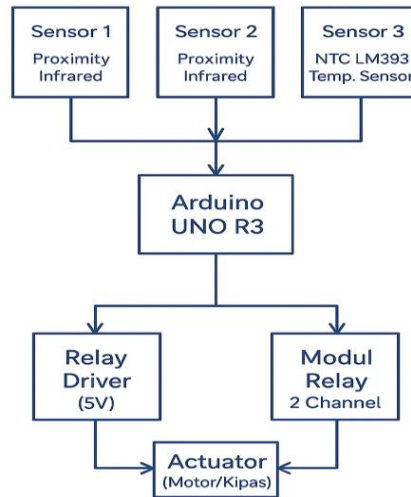 Sensor 1
Proximity
Infrared
Sensor 2
Proximity
Infrared
Sensor 3
NTC LM393
Temp. Sensor
Arduino
UNO R3
Relay
Driver
(5V)
Modul
Relay
2 Channel
Actuator
(Motor/Kipas)